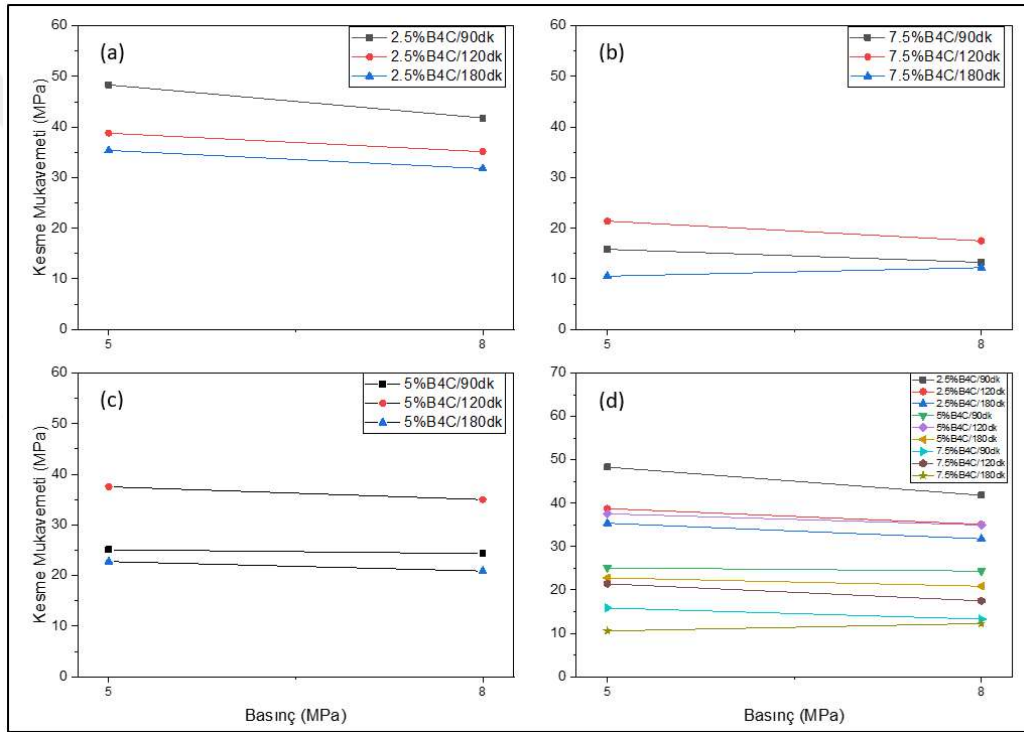 (a)
2.5%B4C/90dk
2.5%B4C/120dk
2.5%B4C/180dk
Kesme Mukavemeti (MPa)
60
50
40
30
20
10
0
5
8
(b)
7.5%B4C/90dk
7.5%B4C/120dk
7.5%B4C/180dk
60
50
40
30
20
10
0
5
8
(c)
5%B4C/90dk
5%B4C/120dk
5%B4C/180dk
Kesme Mukavemeti (MPa)
60
50
40
30
20
10
0
5
8
Basınç (MPa)
(d)
2.5%B4C/90dk
2.5%B4C/120dk
2.5%B4C/180dk
5%B4C/90dk
5%B4C/120dk
5%B4C/180dk
7.5%B4C/90dk
7.5%B4C/120dk
7.5%B4C/180dk
70
60
50
40
30
20
10
0
5
8
Basınç (MPa)